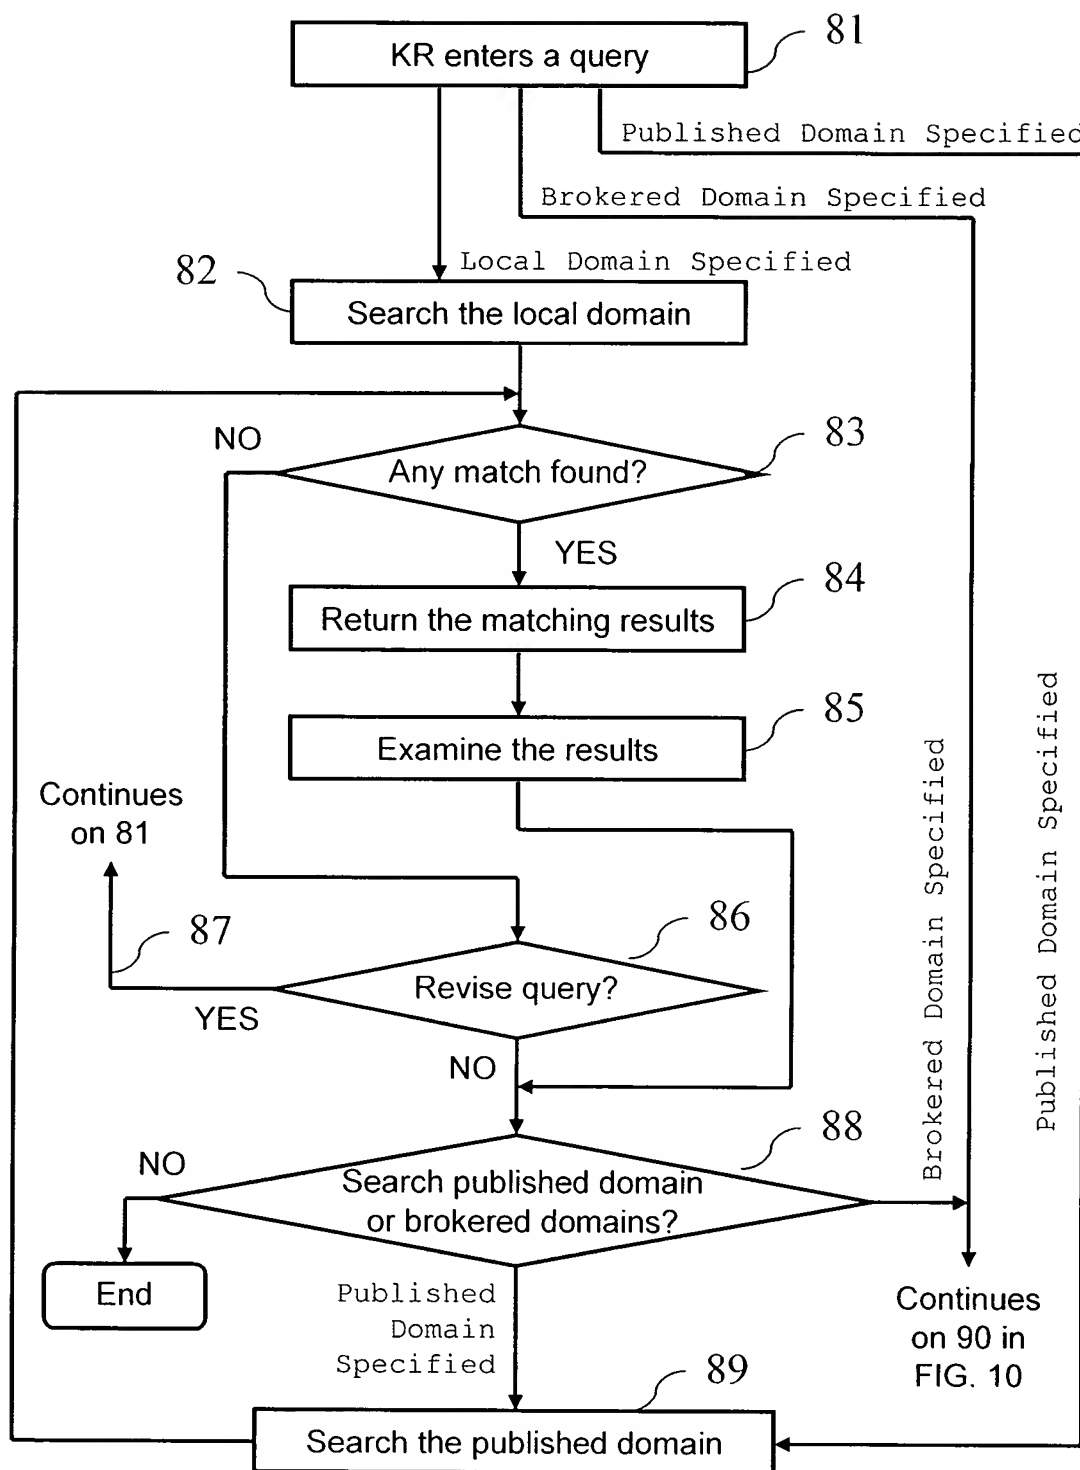 81
KR enters a query
Published Domain Specified
Brokered Domain Specified
Local Domain Specified
82
Search the local domain
NO
83
Any match found?
YES
84
Return the matching results
85
Examine the results
Continues
on 81
87
86
Revise query?
YES
NO
Brokered Domain Specified
Published Domain Specified
88
NO
Search published domain
or brokered domains?
End
Published
Domain
Specified
Continues
on 90 in
FIG. 10
89
Search the published domain